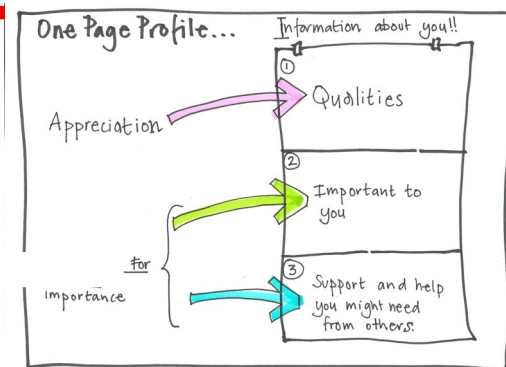 One Page Profile...
Information about you!!
Appreciation
①
Qualities
②
Important to
you
For
Importance
③
Support and help
you might need
from others.